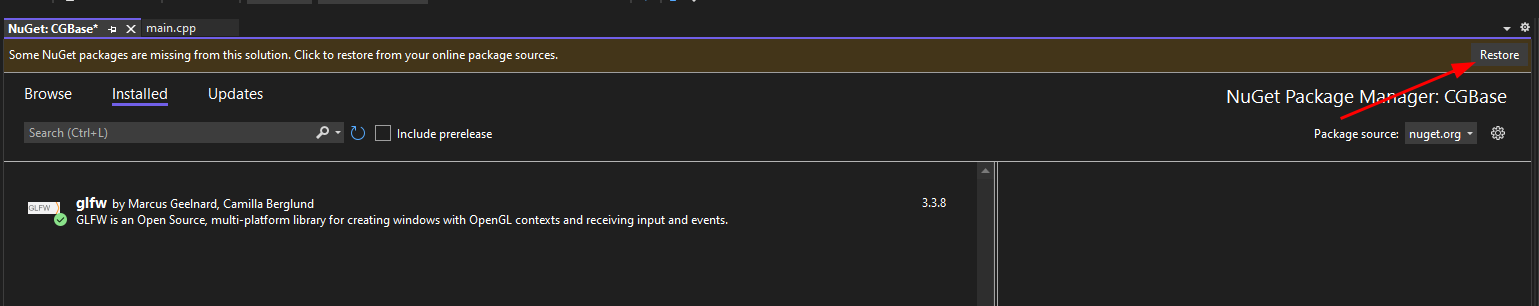 NuGet: CGBase* main.cpp
Some NuGet packages are missing from this solution. Click to restore from your online package sources. Restore
Browse Installed Updates
NuGet Package Manager: CGBase
Search (Ctrl+L) Include prerelease Package source: nuget.org
GLFW glfw by Marcus Geelnard, Camilla Berglund 3.3.8
GLFW is an Open Source, multi-platform library for creating windows with OpenGL contexts and receiving input and events.